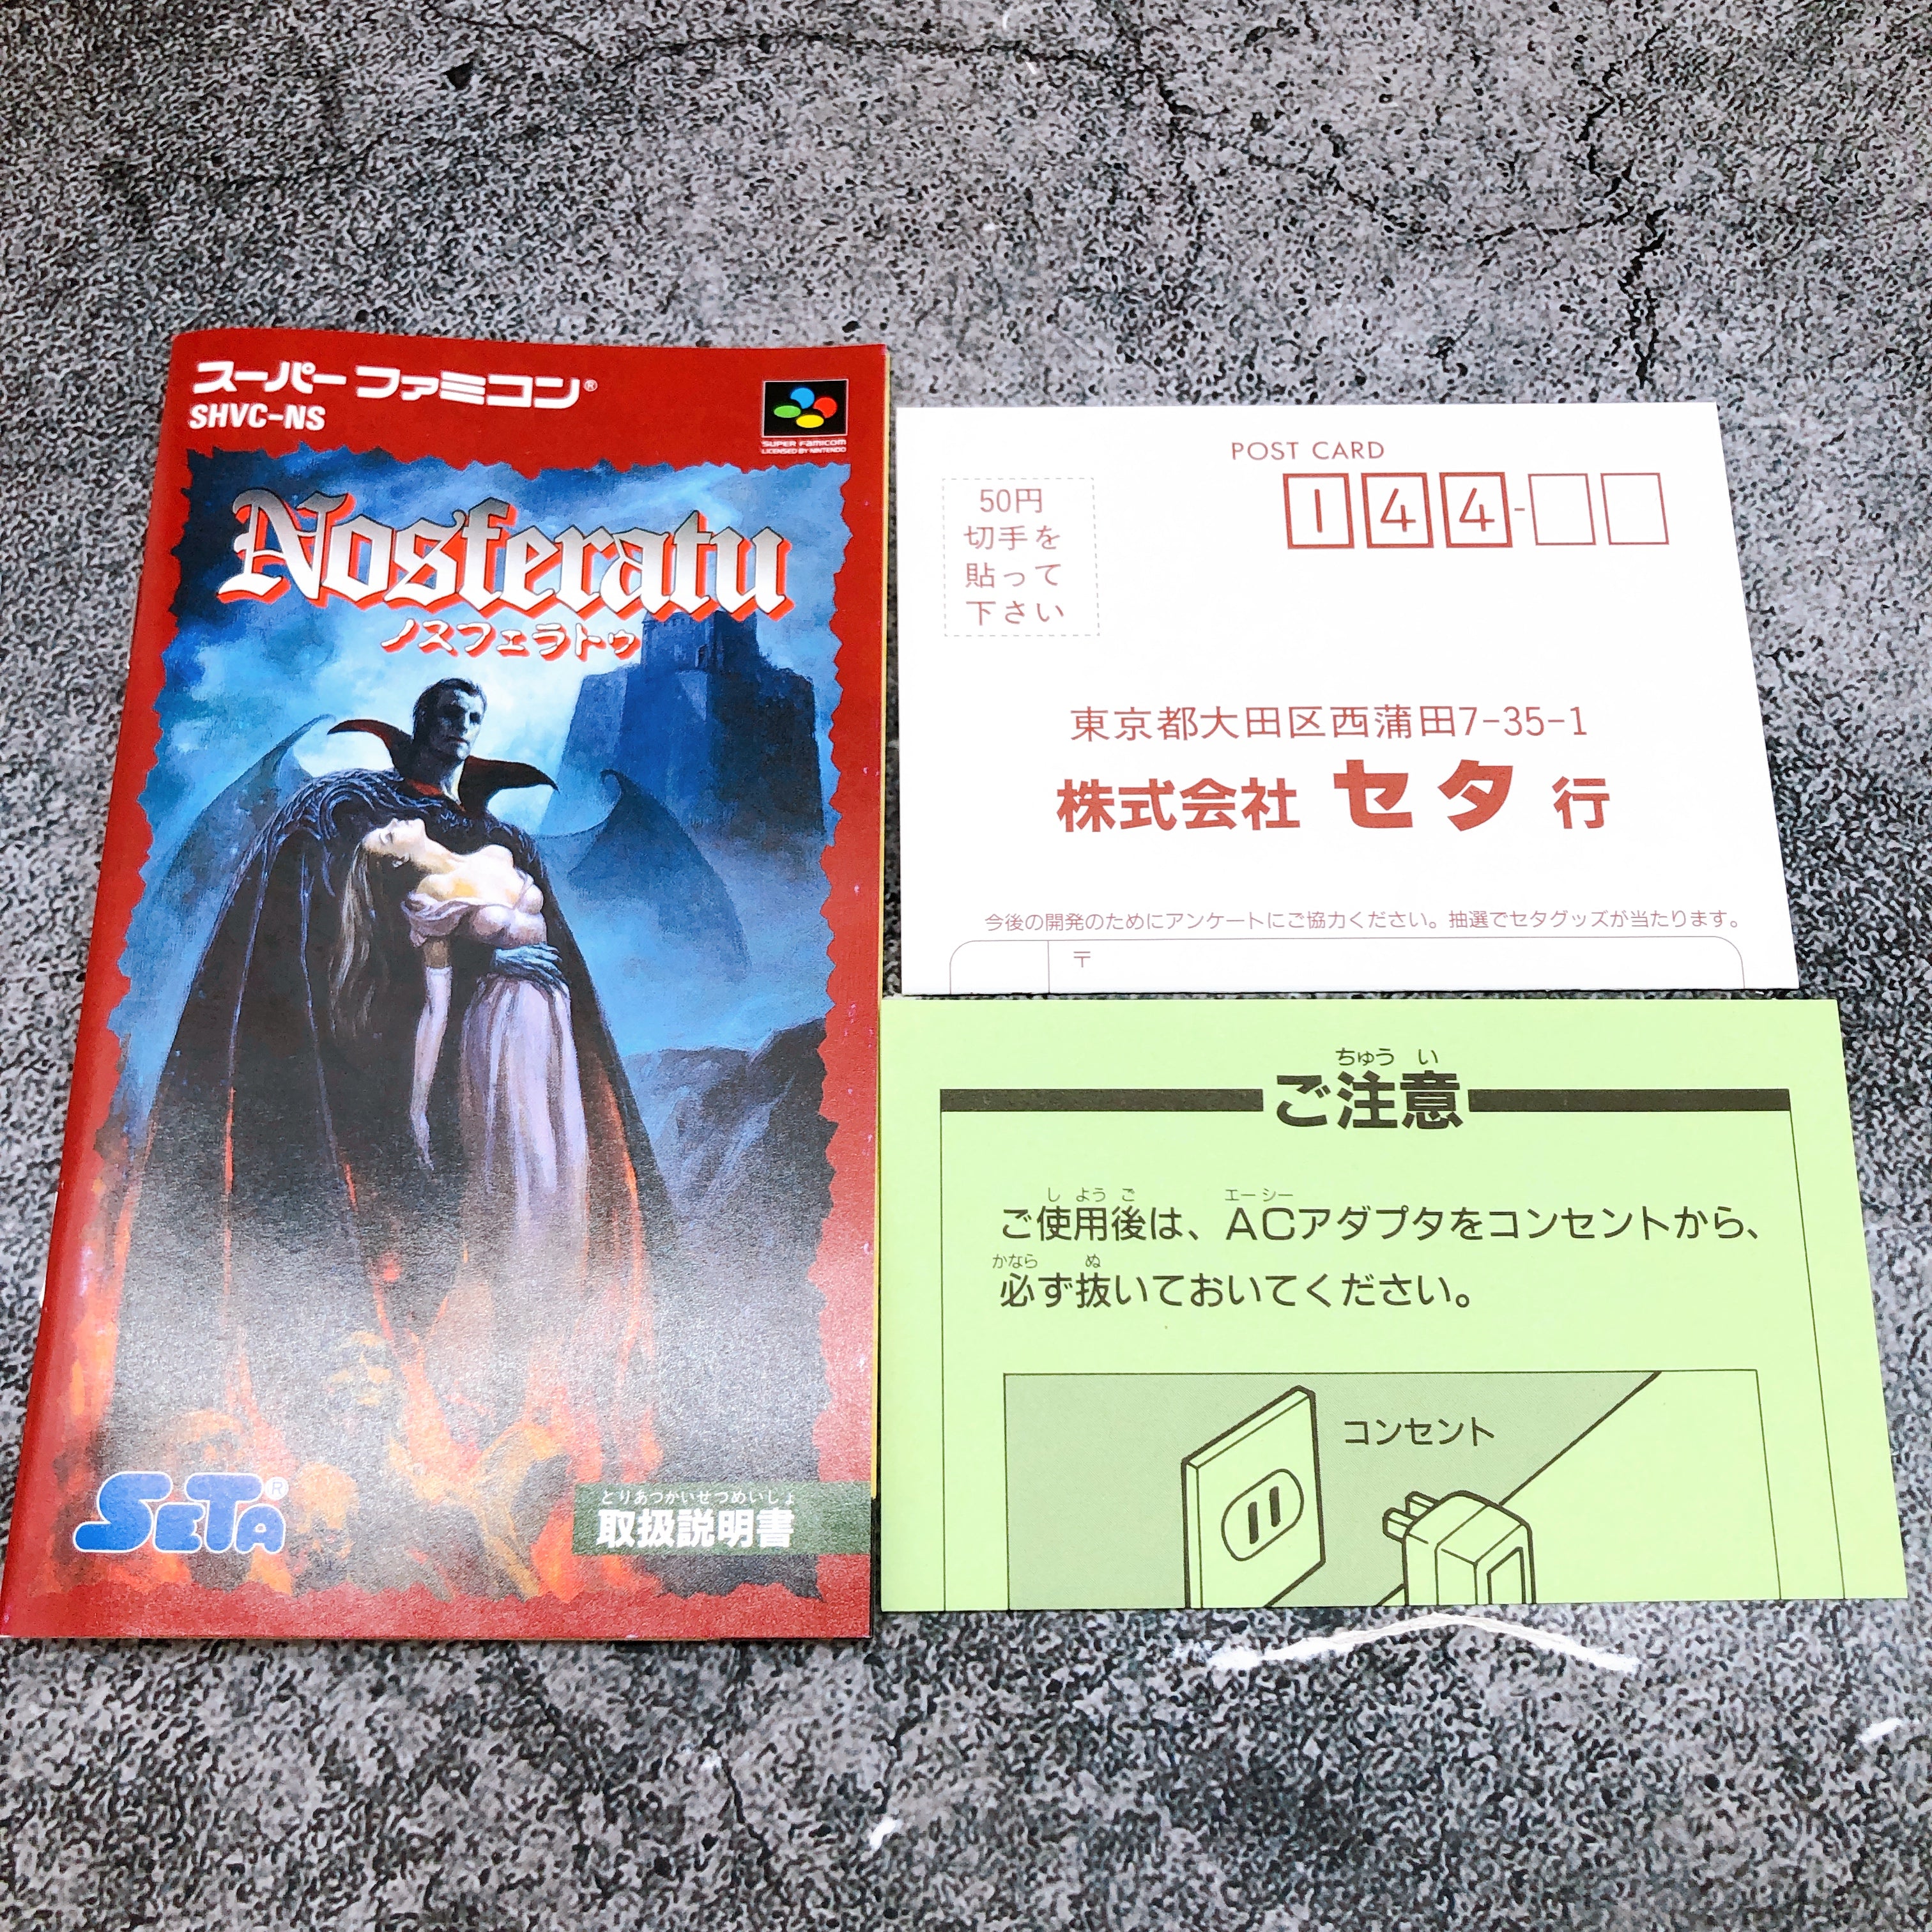 スーパーファミコン®
SHVC-NS
SUPER FAMICOM
LICENSED BY NINTENDO
Nosferatu
ノスフェラトゥ
SETA®
とりあつかいせつめいしょ
取扱説明書
POST CARD
50円
切手を
貼って
下さい
144-
東京都大田区西蒲田7-35-1
株式会社 セタ 行
今後の開発のためにアンケートにご協力ください。抽選でセタグッズが当たります。
〒
ちゅう い
ご注意
し よう ご エーシー
ご使用後は、ACアダプタをコンセントから、
かなら ぬ
必ず抜いておいてください。
コンセント